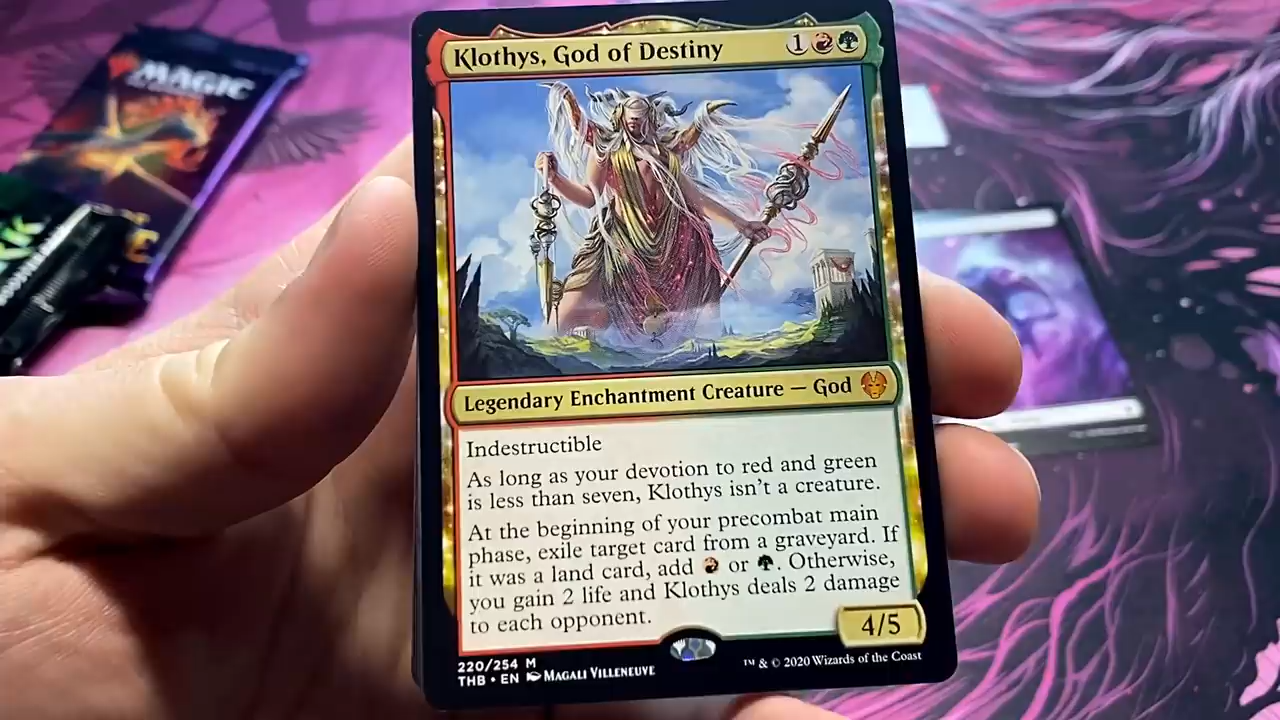 MAGIC
Klothys, God of Destiny 1
Legendary Enchantment Creature — God
Indestructible
As long as your devotion to red and green
is less than seven, Klothys isn't a creature.
At the beginning of your precombat main
phase, exile target card from a graveyard. If
it was a land card, add or . Otherwise,
you gain 2 life and Klothys deals 2 damage
to each opponent.
4/5
220/254 M
THB • EN MAGALI VILLENEUVE
™ & © 2020 Wizards of the Coast